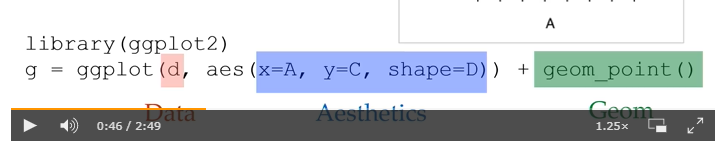 A
library(ggplot2)
g = ggplot(d, aes(x=A, y=C, shape=D)) + geom_point()
Data Aesthetics Geom
0:46 / 2:49 1.25×